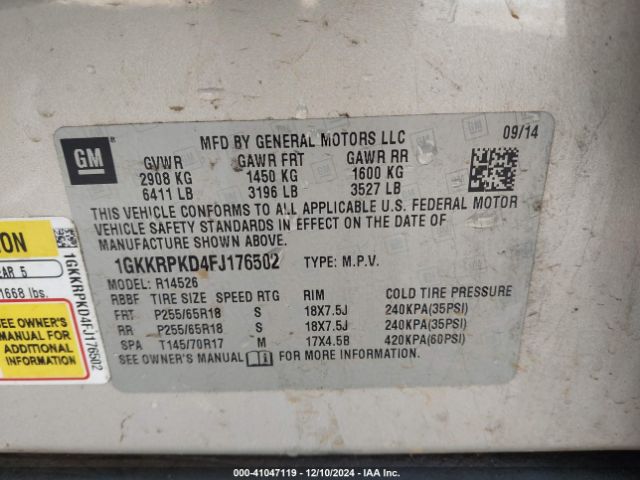 GM
MFD BY GENERAL MOTORS LLC 09/14
GVWR GAWR FRT GAWR RR
2908 KG 1450 KG 1600 KG
6411 LB 3196 LB 3527 LB
THIS VEHICLE CONFORMS TO ALL APPLICABLE U.S. FEDERAL MOTOR
VEHICLE SAFETY STANDARDS IN EFFECT ON THE DATE OF
MANUFACTURE SHOWN ABOVE.
1GKKRPKD4FJ176502 TYPE: M.P.V.
MODEL: R14526
RBBF TIRE SIZE SPEED RTG RIM COLD TIRE PRESSURE
FRT P255/65R18 S 18X7.5J 240KPA(35PSI)
RR P255/65R18 S 18X7.5J 240KPA(35PSI)
SPA T145/70R17 M 17X4.5B 420KPA(60PSI)
SEE OWNER'S MANUAL FOR ADDITIONAL INFORMATION
ION
AR 5
1668 lbs.
SEE OWNER'S
MANUAL FOR
ADDITIONAL
INFORMATION
1GKKRPKD4FJ176502
000-41047119 - 12/10/2024 - IAA Inc.